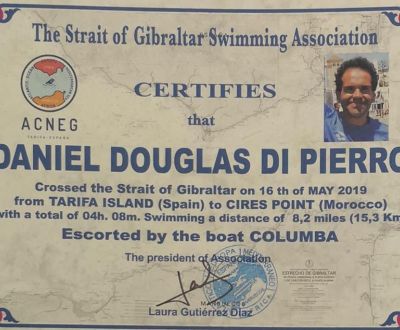 The Strait of Gibraltar Swimming Association
CERTIFIES
that
ACNEG
TARIFA-ESPAÑA
DANIEL DOUGLAS DI PIERRO
Crossed the Strait of Gibraltar on 16 th of MAY 2019
from TARIFA ISLAND (Spain) to CIRES POINT (Morocco)
with a total of 04h. 08m. Swimming a distance of 8,2 miles (15,3 Km
Escorted by the boat COLUMBA
The president of Association
ESTRECHO DE GIBRALTAR
Laura Gutiérrez Díaz